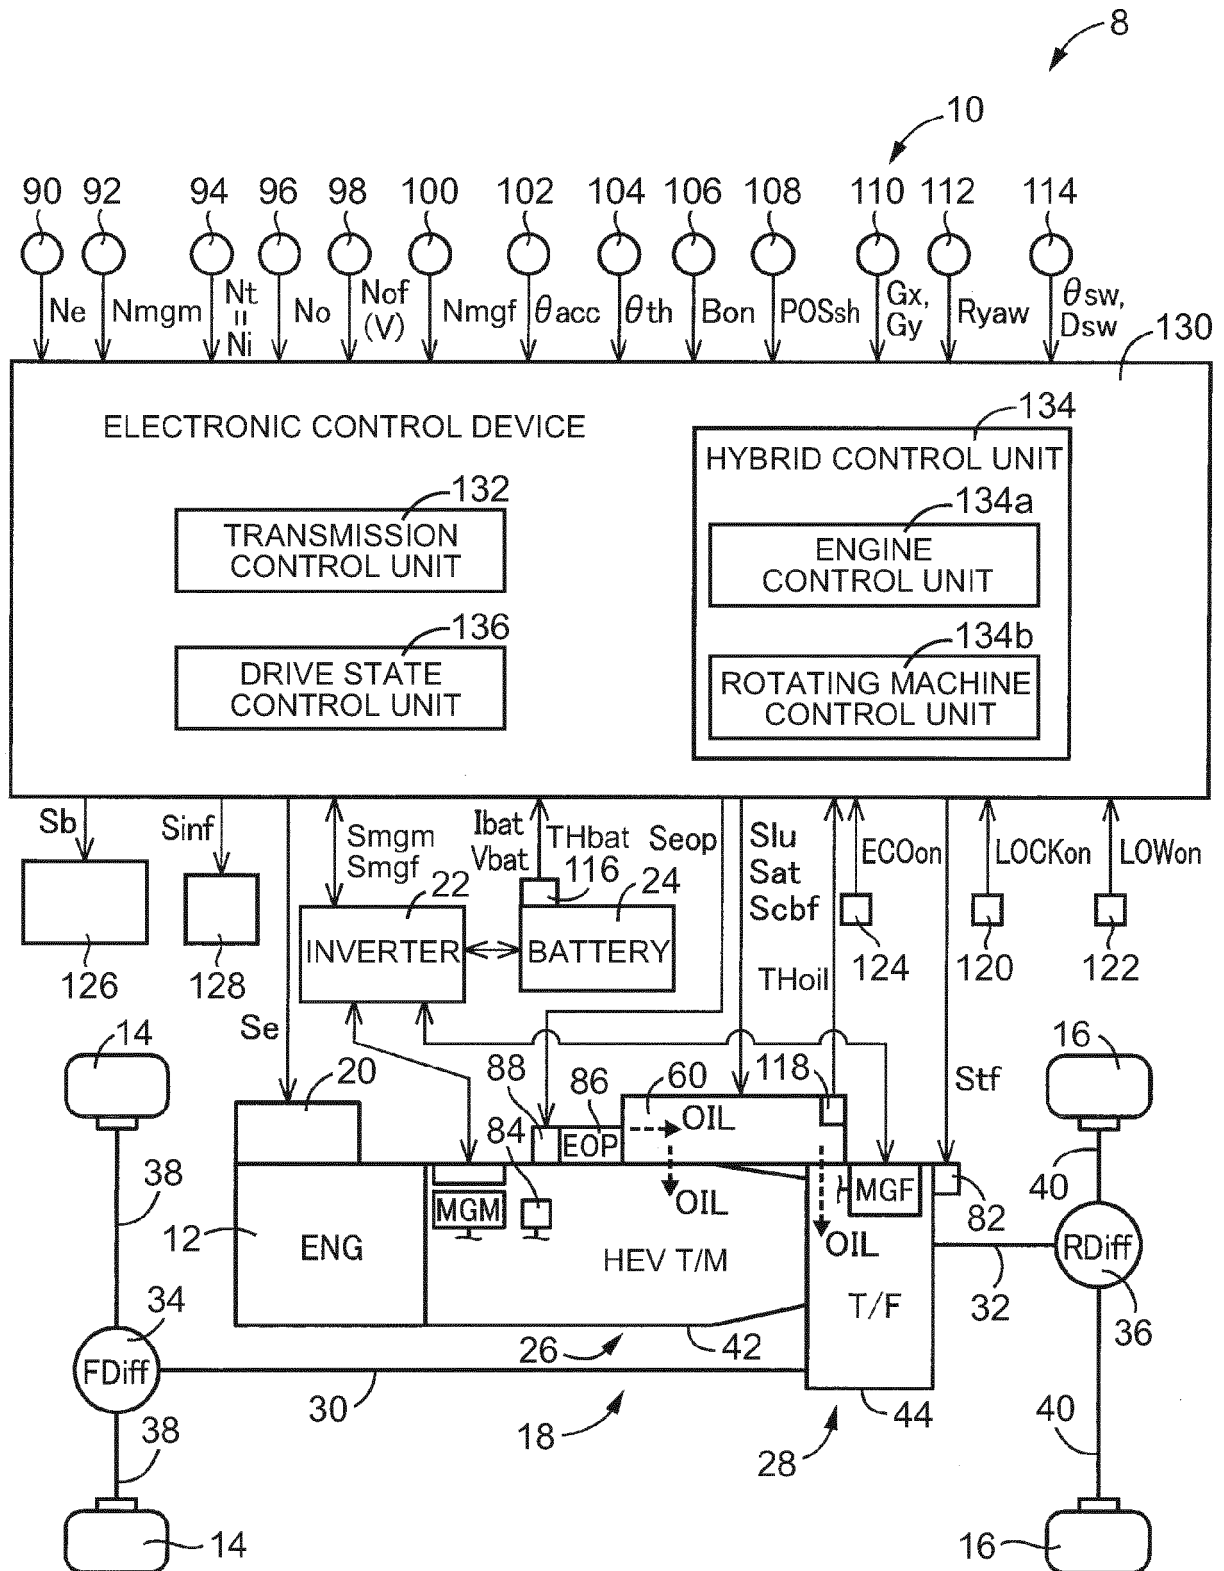 8
10
90 92 94 96 98 100 102 104 106 108 110 112 114
Ne Nmgm Nt = Ni No Nof (V) Nmgf θacc θth Bon POSsh Gx, Gy Ryaw θsw, Dsw
130
ELECTRONIC CONTROL DEVICE
134
HYBRID CONTROL UNIT
132
TRANSMISSION
CONTROL UNIT
134a
ENGINE
CONTROL UNIT
136
DRIVE STATE
CONTROL UNIT
134b
ROTATING MACHINE
CONTROL UNIT
Sb
Sinf
Smgm
Smgf
Ibat
Vbat
THbat
Seop
Slu
Sat
Scbf
ECOon
LOCKon
LOWon
126
128
22
INVERTER
116
24
BATTERY
124
120
122
THoil
Se
Stf
14
20
88
86
84
EOP
60
OIL
118
16
38
12
ENG
MGM
OIL
HEV T/M
OIL
MGF
82
T/F
40
32
RDiff
36
34
FDiff
30
26
42
18
44
28
38
40
14
16